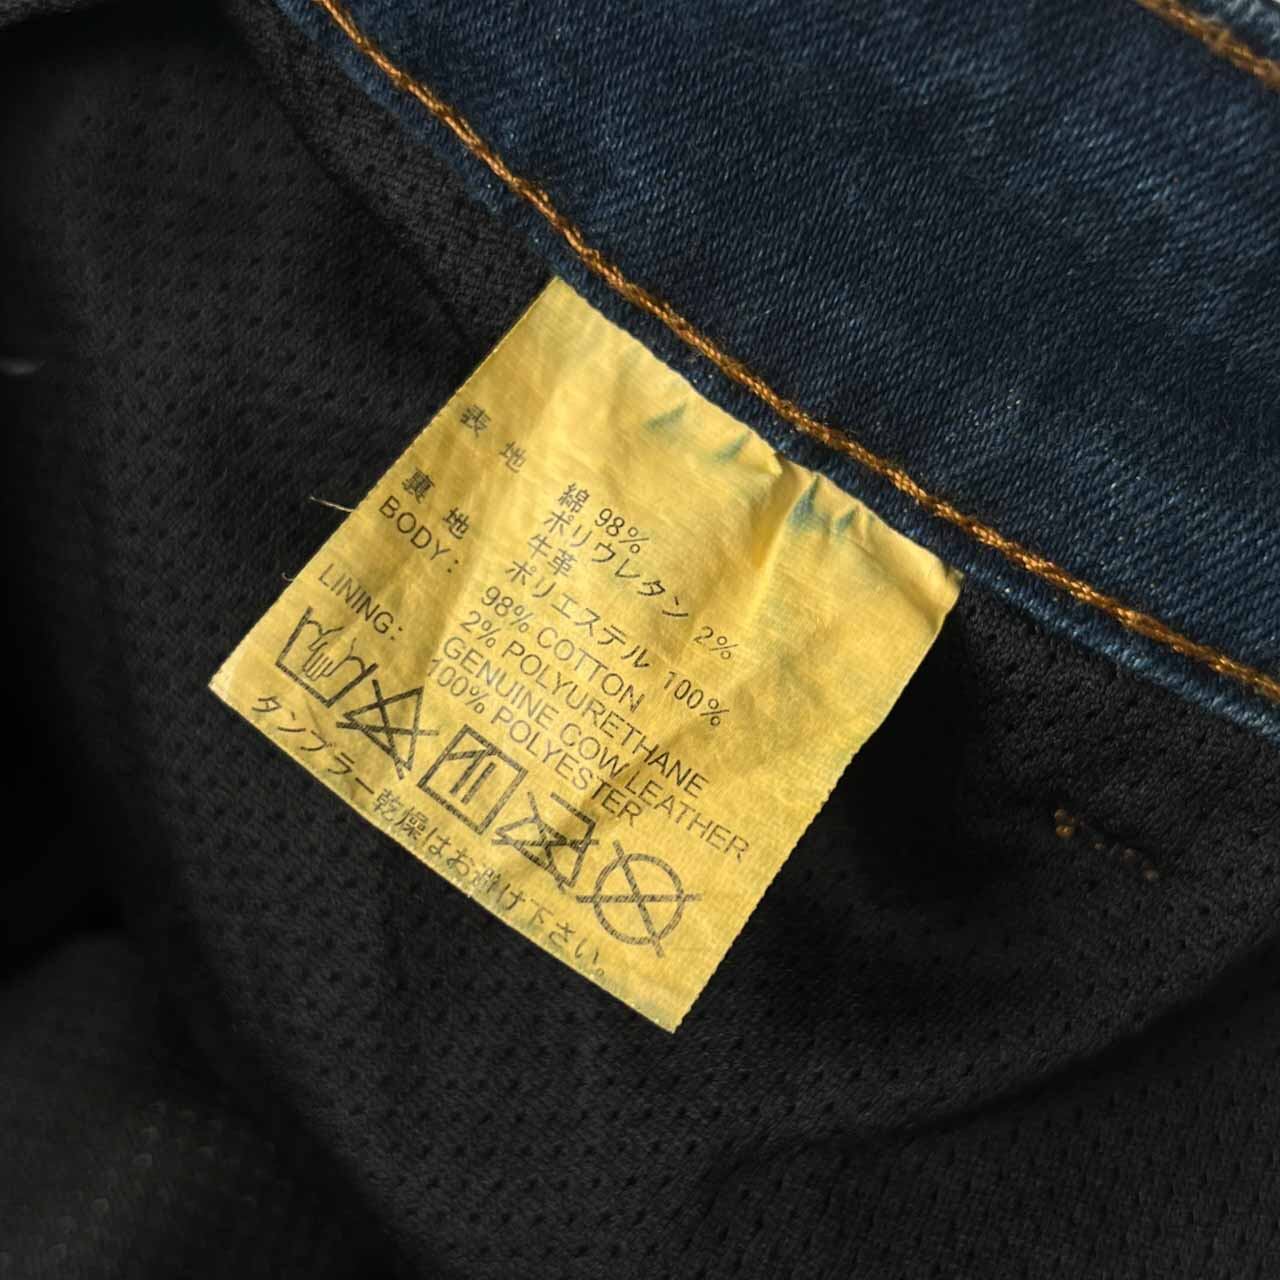 表地 綿 98%
ポリウレタン 2%
牛革
裏地 ポリエステル 100%
BODY: 98% COTTON
2% POLYURETHANE
GENUINE COW LEATHER
LINING: 100% POLYESTER
タンブラー乾燥はお避け下さい。